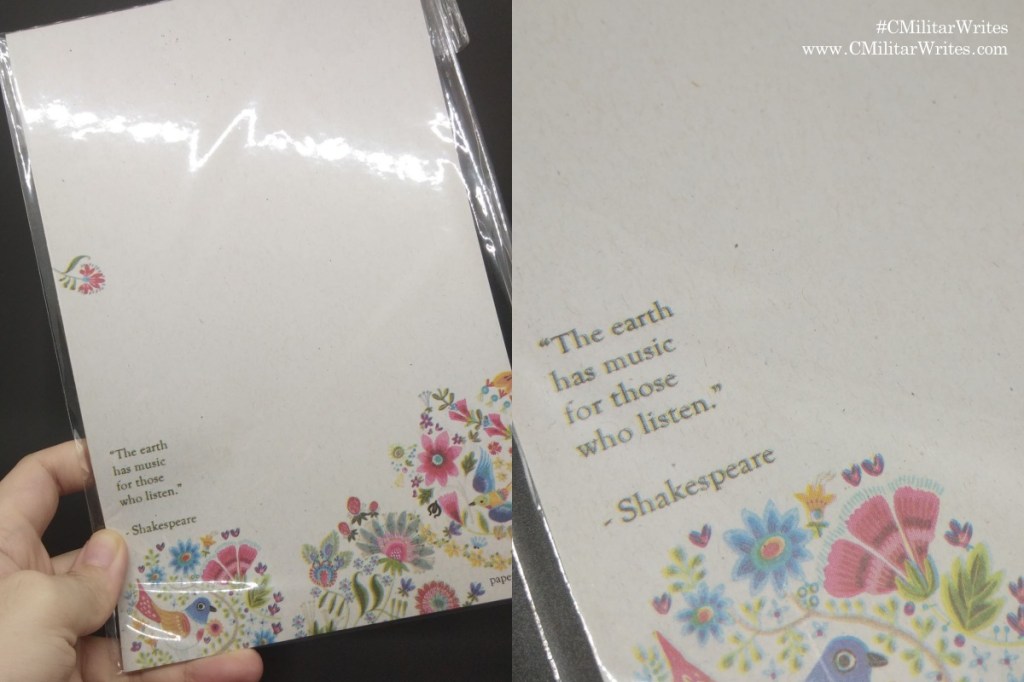 “The earth
has music
for those
who listen.”
- Shakespeare
pape
#CMilitarWrites
www.CMilitarWrites.com
“The earth
has music
for those
who listen.”
- Shakespeare